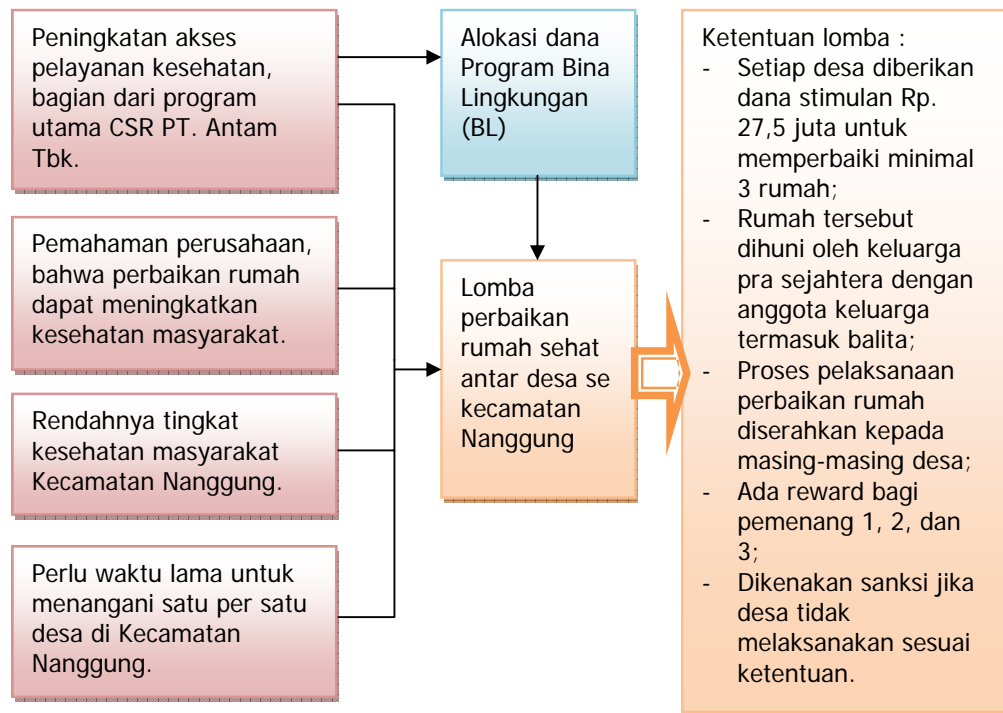 Peningkatan akses
pelayanan kesehatan,
bagian dari program
utama CSR PT. Antam
Tbk.
Alokasi dana
Program Bina
Lingkungan
(BL)
Pemahaman perusahaan,
bahwa perbaikan rumah
dapat meningkatkan
kesehatan masyarakat.
Lomba
perbaikan
rumah sehat
antar desa se
kecamatan
Nanggung
Rendahnya tingkat
kesehatan masyarakat
Kecamatan Nanggung.
Perlu waktu lama untuk
menangani satu per satu
desa di Kecamatan
Nanggung.
Ketentuan lomba :
- Setiap desa diberikan
dana stimulan Rp.
27,5 juta untuk
memperbaiki minimal
3 rumah;
- Rumah tersebut
dihuni oleh keluarga
pra sejahtera dengan
anggota keluarga
termasuk balita;
- Proses pelaksanaan
perbaikan rumah
diserahkan kepada
masing-masing desa;
- Ada reward bagi
pemenang 1, 2, dan
3;
- Dikenakan sanksi jika
desa tidak
melaksanakan sesuai
ketentuan.